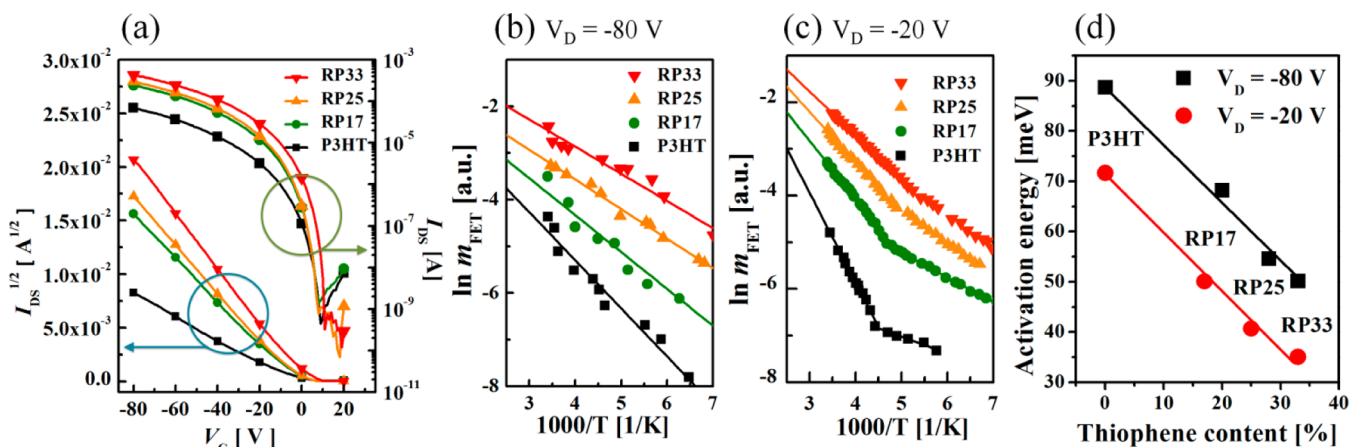 (a)
3.0x10⁻²
2.5x10⁻²
2.0x10⁻²
1.5x10⁻²
1.0x10⁻²
5.0x10⁻³
0.0
I_DS^1/2 [ A^1/2 ]
RP33
RP25
RP17
P3HT
10⁻³
10⁻⁵
10⁻⁷
10⁻⁹
10⁻¹¹
I_DS [A]
-80 -60 -40 -20 0 20
V_G [ V ]
(b) V_D = -80 V
RP33
RP25
RP17
P3HT
-2
-4
-6
-8
ln m_FET [a.u.]
3 4 5 6 7
1000/T [1/K]
(c) V_D = -20 V
RP33
RP25
RP17
P3HT
-2
-4
-6
-8
ln m_FET [a.u.]
2 3 4 5 6 7
1000/T [1/K]
(d)
V_D = -80 V
V_D = -20 V
90
80
70
60
50
40
30
Activation energy [meV]
P3HT
RP17
RP25
RP33
0 10 20 30 40
Thiophene content [%]